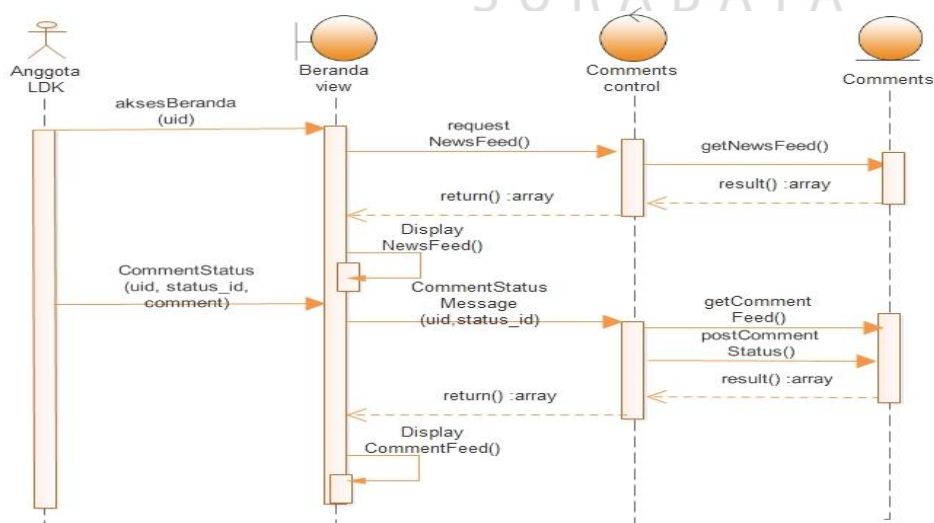 SURABAYA
Anggota
LDK
Beranda
view
Comments
control
Comments
aksesBeranda
(uid)
request
NewsFeed()
getNewsFeed()
result() :array
return() :array
Display
NewsFeed()
CommentStatus
(uid, status_id,
comment)
CommentStatus
Message
(uid,status_id)
getComment
Feed()
postComment
Status()
result() :array
return() :array
Display
CommentFeed()